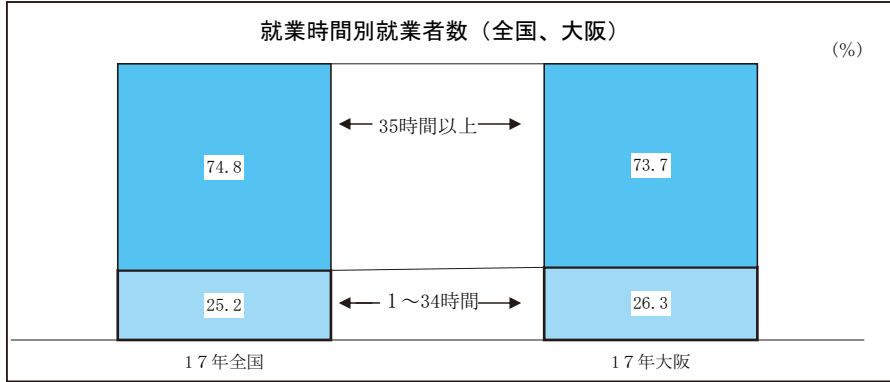 就業時間別就業者数（全国、大阪）
（%）
35時間以上
74.8
73.7
1～34時間
25.2
26.3
17年全国
17年大阪